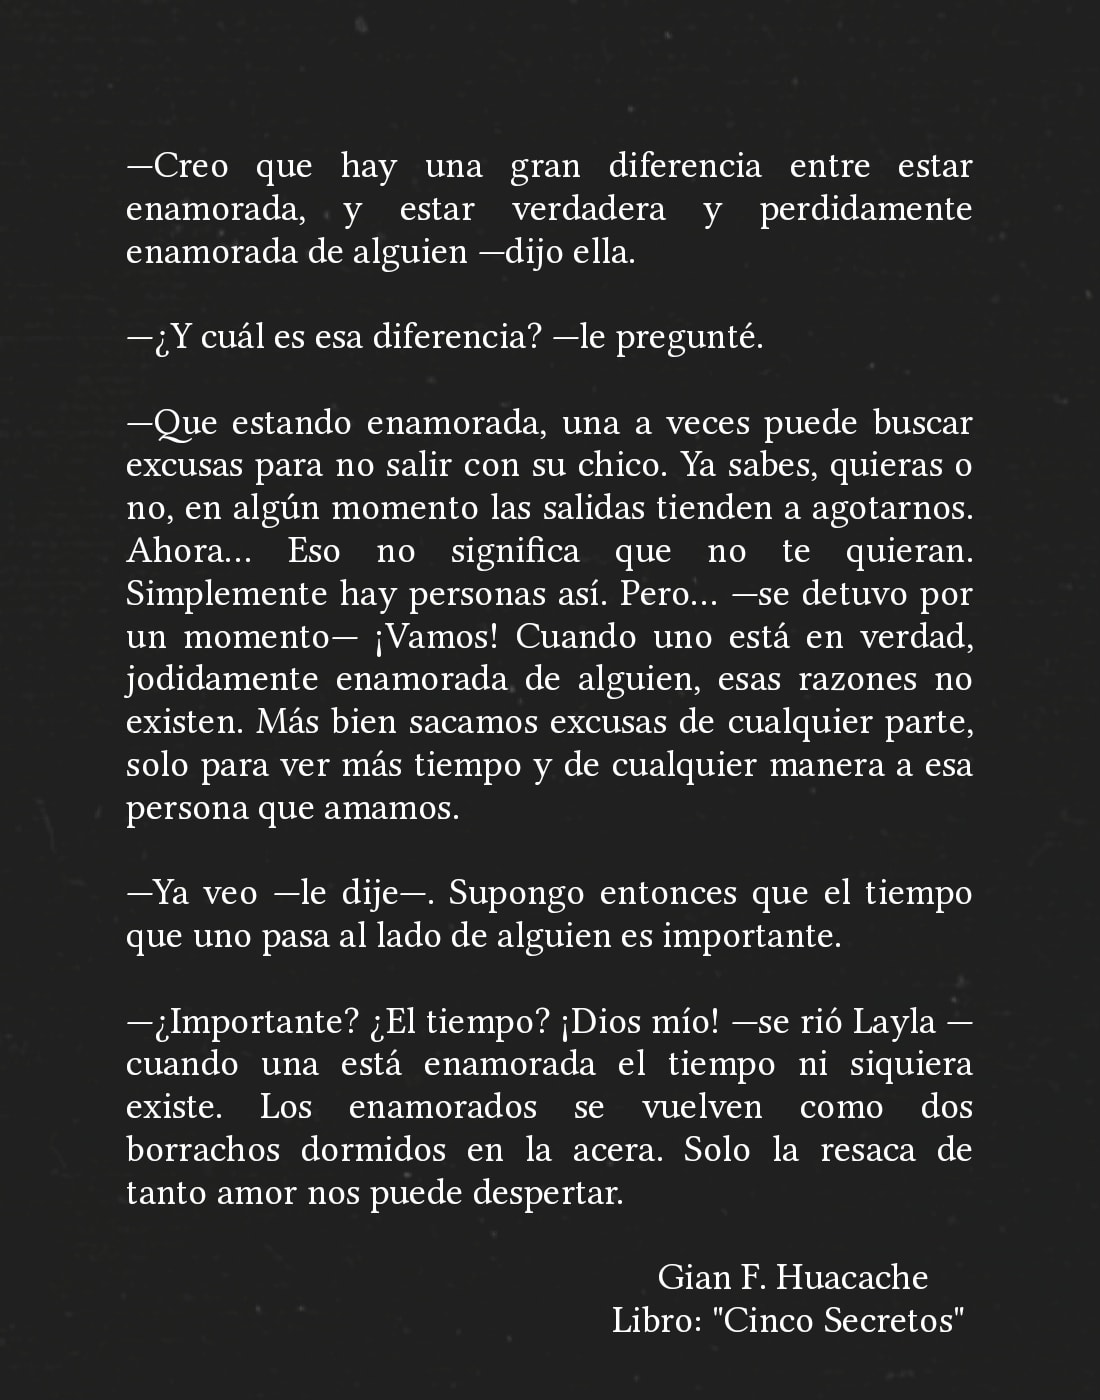 —Creo que hay una gran diferencia entre estar
enamorada, y estar verdadera y perdidamente
enamorada de alguien —dijo ella.
—¿Y cuál es esa diferencia? —le pregunté.
—Que estando enamorada, una a veces puede buscar
excusas para no salir con su chico. Ya sabes, quieras o
no, en algún momento las salidas tienden a agotarnos.
Ahora... Eso no significa que no te quieran.
Simplemente hay personas así. Pero... —se detuvo por
un momento— ¡Vamos! Cuando uno está en verdad,
jodidamente enamorada de alguien, esas razones no
existen. Más bien sacamos excusas de cualquier parte,
solo para ver más tiempo y de cualquier manera a esa
persona que amamos.
—Ya veo —le dije—. Supongo entonces que el tiempo
que uno pasa al lado de alguien es importante.
—¿Importante? ¿El tiempo? ¡Dios mío! —se rió Layla —
cuando una está enamorada el tiempo ni siquiera
existe. Los enamorados se vuelven como dos
borrachos dormidos en la acera. Solo la resaca de
tanto amor nos puede despertar.
Gian F. Huacache
Libro: "Cinco Secretos"